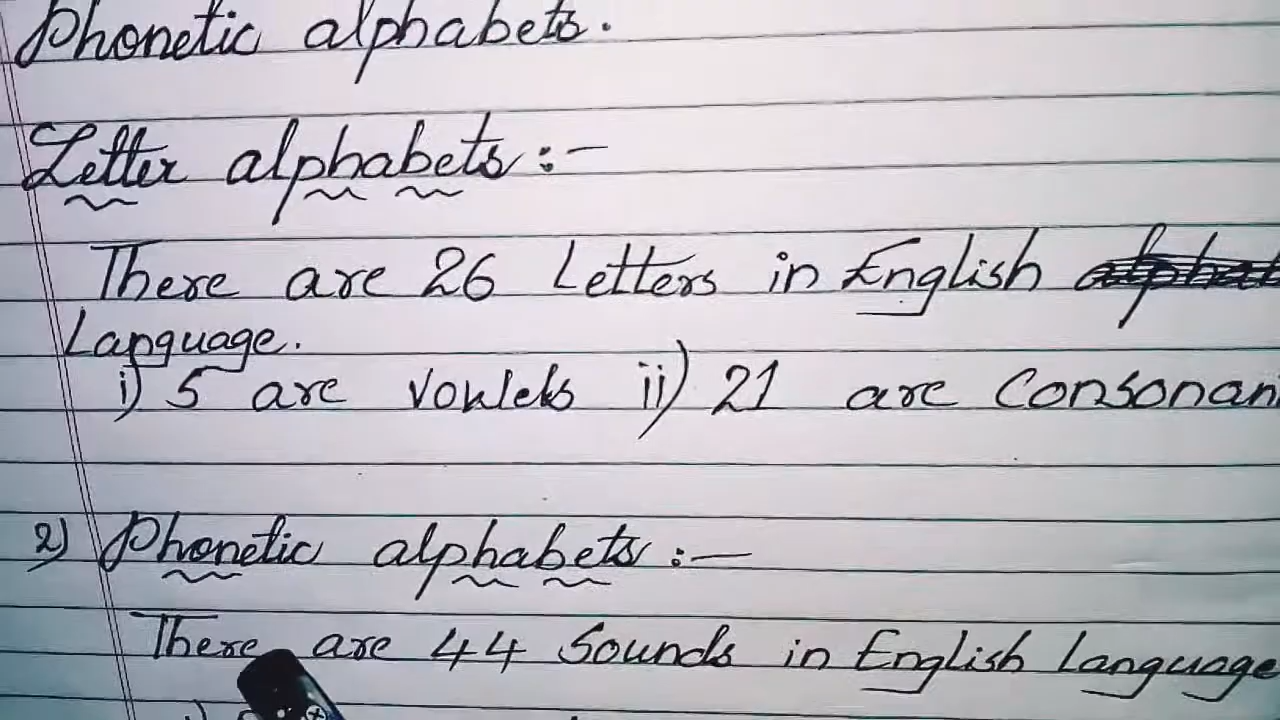 Phonetic alphabets.
Letter alphabets :-
There are 26 Letters in English
Language.
i) 5 are vowels ii) 21 are Consonan
2) Phonetic alphabets :-
There are 44 Sounds in English Language